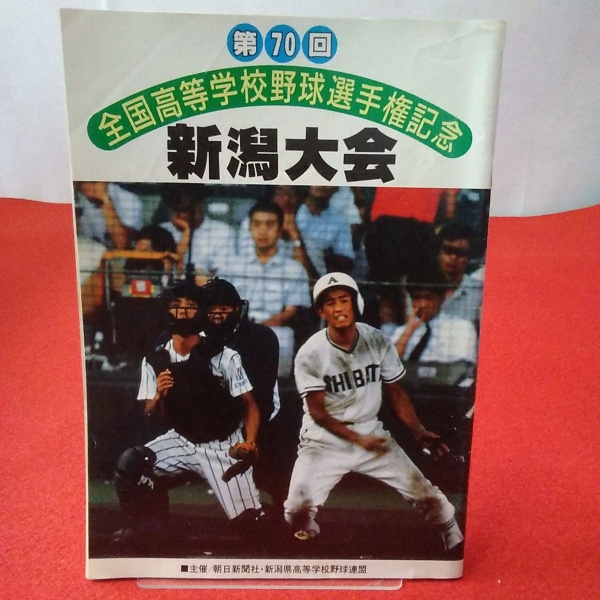 第70回
全国高等学校野球選手権記念
新潟大会
A
SHIBATA
■主催/朝日新聞社・新潟県高等学校野球連盟